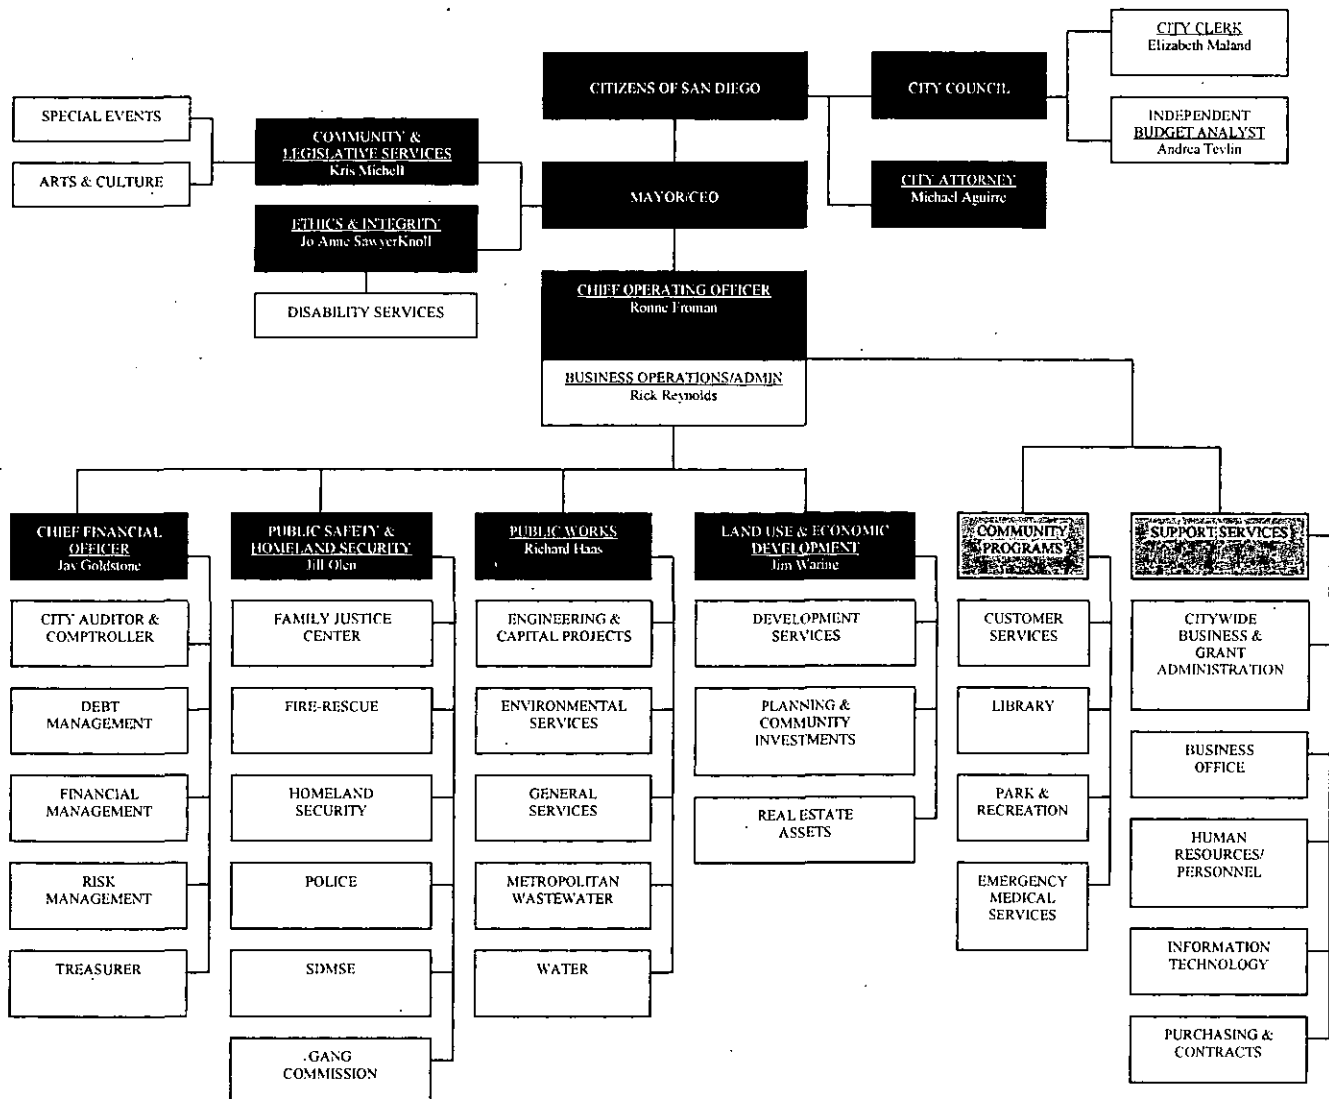 CITY CLERK
Elizabeth Maland
CITIZENS OF SAN DIEGO
CITY COUNCIL
INDEPENDENT
BUDGET ANALYST
Andrea Tevlin
SPECIAL EVENTS
ARTS & CULTURE
COMMUNITY &
LEGISLATIVE SERVICES
Kris Michell
MAYOR/CEO
CITY ATTORNEY
Michael Aguirre
ETHICS & INTEGRITY
Jo Anne SawyerKnoll
DISABILITY SERVICES
CHIEF OPERATING OFFICER
Ronne Froman
BUSINESS OPERATIONS/ADMIN
Rick Reynolds
CHIEF FINANCIAL
OFFICER
Jay Goldstone
CITY AUDITOR &
COMPTROLLER
DEBT
MANAGEMENT
FINANCIAL
MANAGEMENT
RISK
MANAGEMENT
TREASURER
PUBLIC SAFETY &
HOMELAND SECURITY
Jill Olen
FAMILY JUSTICE
CENTER
FIRE-RESCUE
HOMELAND
SECURITY
POLICE
SDMSE
GANG
COMMISSION
PUBLIC WORKS
Richard Haas
ENGINEERING &
CAPITAL PROJECTS
ENVIRONMENTAL
SERVICES
GENERAL
SERVICES
METROPOLITAN
WASTEWATER
WATER
LAND USE & ECONOMIC
DEVELOPMENT
Jim Waring
DEVELOPMENT
SERVICES
PLANNING &
COMMUNITY
INVESTMENTS
REAL ESTATE
ASSETS
COMMUNITY
PROGRAMS
CUSTOMER
SERVICES
LIBRARY
PARK &
RECREATION
EMERGENCY
MEDICAL
SERVICES
SUPPORT SERVICES
CITYWIDE
BUSINESS &
GRANT
ADMINISTRATION
BUSINESS
OFFICE
HUMAN
RESOURCES/
PERSONNEL
INFORMATION
TECHNOLOGY
PURCHASING &
CONTRACTS